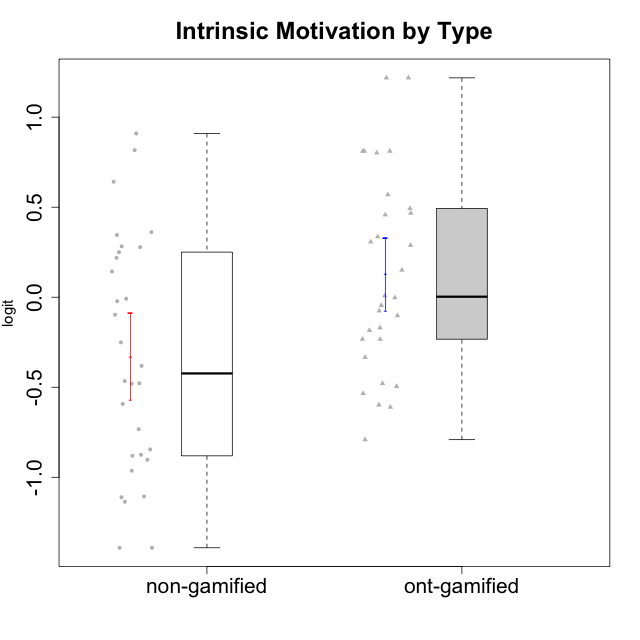 Intrinsic Motivation by Type
1.0
0.5
0.0
-0.5
-1.0
logit
non-gamified
ont-gamified